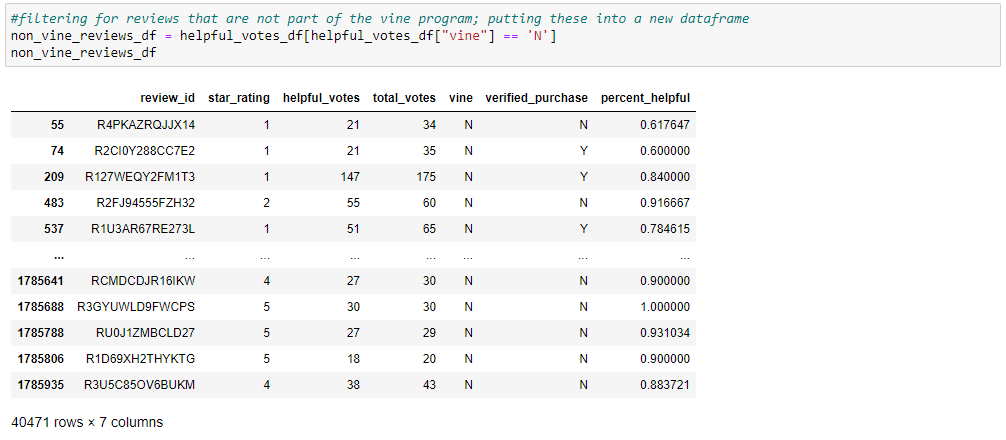 #filtering for reviews that are not part of the vine program; putting these into a new dataframe
non_vine_reviews_df = helpful_votes_df[helpful_votes_df["vine"] == 'N']
non_vine_reviews_df
review_id star_rating helpful_votes total_votes vine verified_purchase percent_helpful
55 R4PKAZRQJJX14 1 21 34 N N 0.617647
74 R2CI0Y288CC7E2 1 21 35 N Y 0.600000
209 R127WEQY2FM1T3 1 147 175 N Y 0.840000
483 R2FJ94555FZH32 2 55 60 N N 0.916667
537 R1U3AR67RE273L 1 51 65 N Y 0.784615
... ... ... ... ... ... ... ...
1785641 RCMDCDJR16IKW 4 27 30 N N 0.900000
1785688 R3GYUWLD9FWCPS 5 30 30 N N 1.000000
1785788 RU0J1ZMBCLD27 5 27 29 N N 0.931034
1785806 R1D69XH2THYKTG 5 18 20 N N 0.900000
1785935 R3U5C85OV6BUKM 4 38 43 N N 0.883721
40471 rows × 7 columns